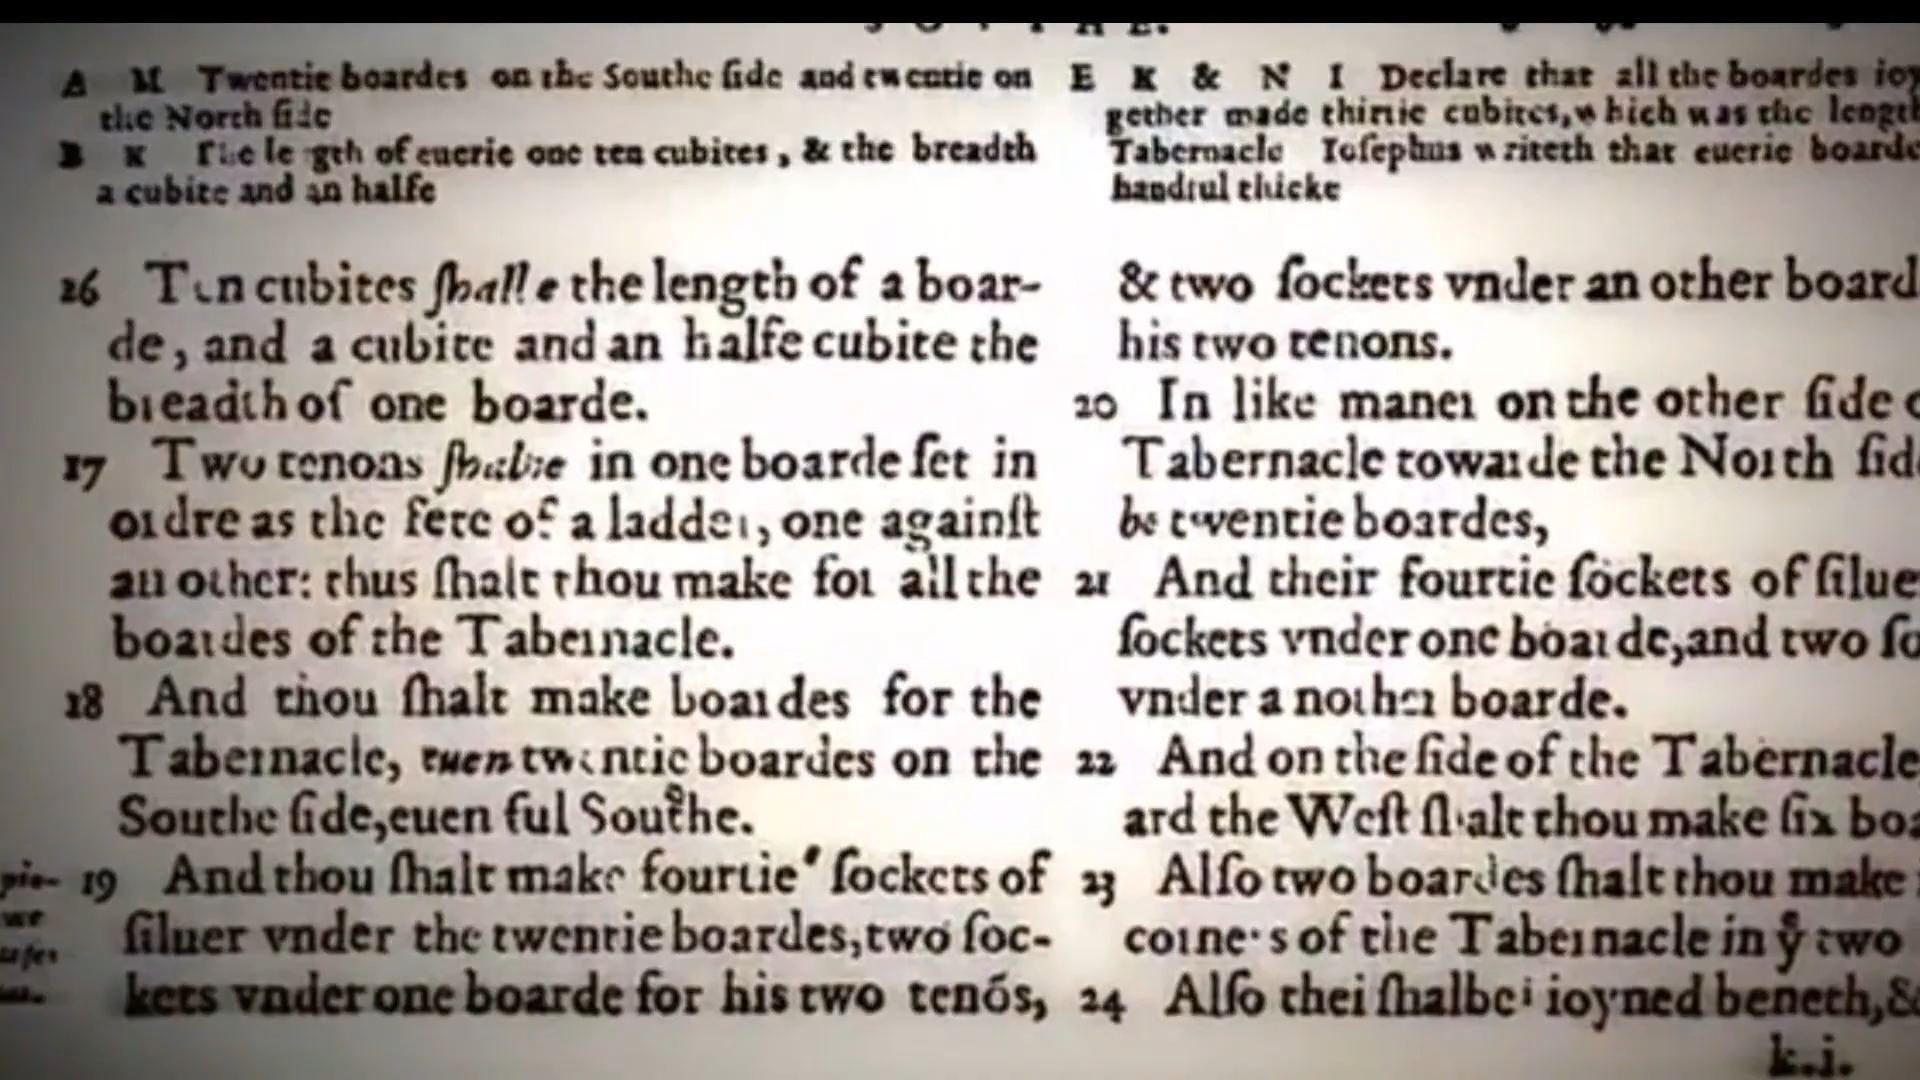 A M Twentie boardes on the Southe ſide and twentie on
the North ſide
B K The length of euerie one ten cubites, & the breadth
a cubite and an halfe
26 Ten cubites ſhall e the length of a boar-
de, and a cubite and an halfe cubite the
breadth of one boarde.
17 Two tenons ſhalbe in one boarde ſet in
ordre as the fete of a ladder, one againſt
an other: thus ſhalt thou make for all the
boardes of the Tabernacle.
18 And thou ſhalt make boardes for the
Tabernacle, euen twentie boardes on the
Southe ſide, euen ful Southe.
19 And thou ſhalt make fourtie ſockets of
ſiluer vnder the twentie boardes, two ſoc-
kets vnder one boarde for his two tenōs,
E K & N I Declare that all the boardes ioy
gether made thirtie cubites, which was the length
Tabernacle Ioſephus writeth that euerie boarde
handful thicke
& two ſockets vnder an other board
his two tenons.
20 In like maner on the other ſide
Tabernacle towarde the North ſid
be twentie boardes,
21 And their fourtie ſockets of ſilue
ſockets vnder one boarde, and two ſo
vnder a nother boarde.
22 And on the ſide of the Tabernacle
ard the Weſt ſhalt thou make ſix boa
23 Alſo two boardes ſhalt thou make
corners of the Tabernacle in yͤ two
24 Alſo thei ſhalbe ioyned beneth, &
k.j.